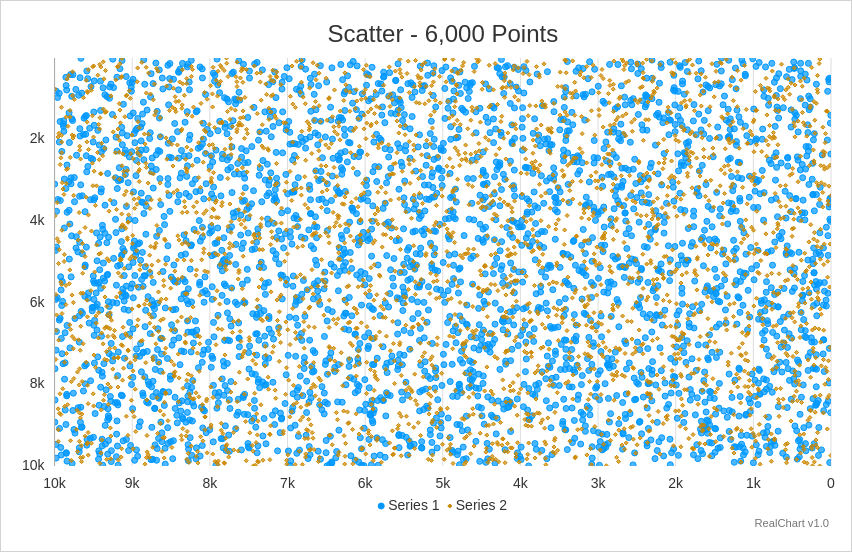 Scatter - 6,000 Points
2k
4k
6k
8k
10k
10k 9k 8k 7k 6k 5k 4k 3k 2k 1k 0
Series 1 Series 2
RealChart v1.0